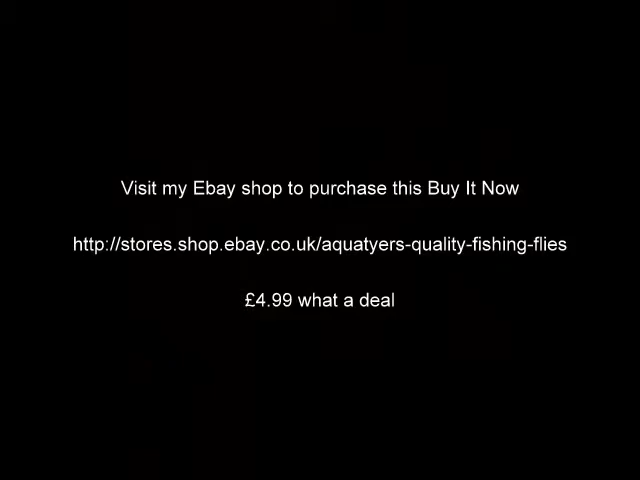 Visit my Ebay shop to purchase this Buy It Now
http://stores.shop.ebay.co.uk/aquatyers-quality-fishing-flies
£4.99 what a deal